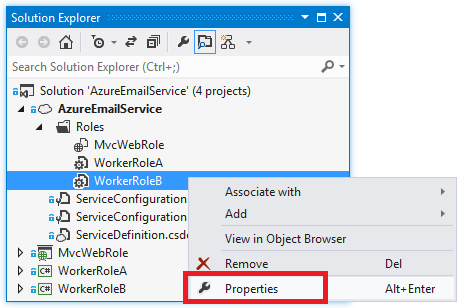 Solution Explorer
Search Solution Explorer (Ctrl+;)
Solution 'AzureEmailService' (4 projects)
AzureEmailService
Roles
MvcWebRole
WorkerRoleA
WorkerRoleB
ServiceConfiguration
ServiceConfiguration
ServiceDefinition.csde
MvcWebRole
C# WorkerRoleA
C# WorkerRoleB
Associate with
Add
View in Object Browser
Remove Del
Properties Alt+Enter